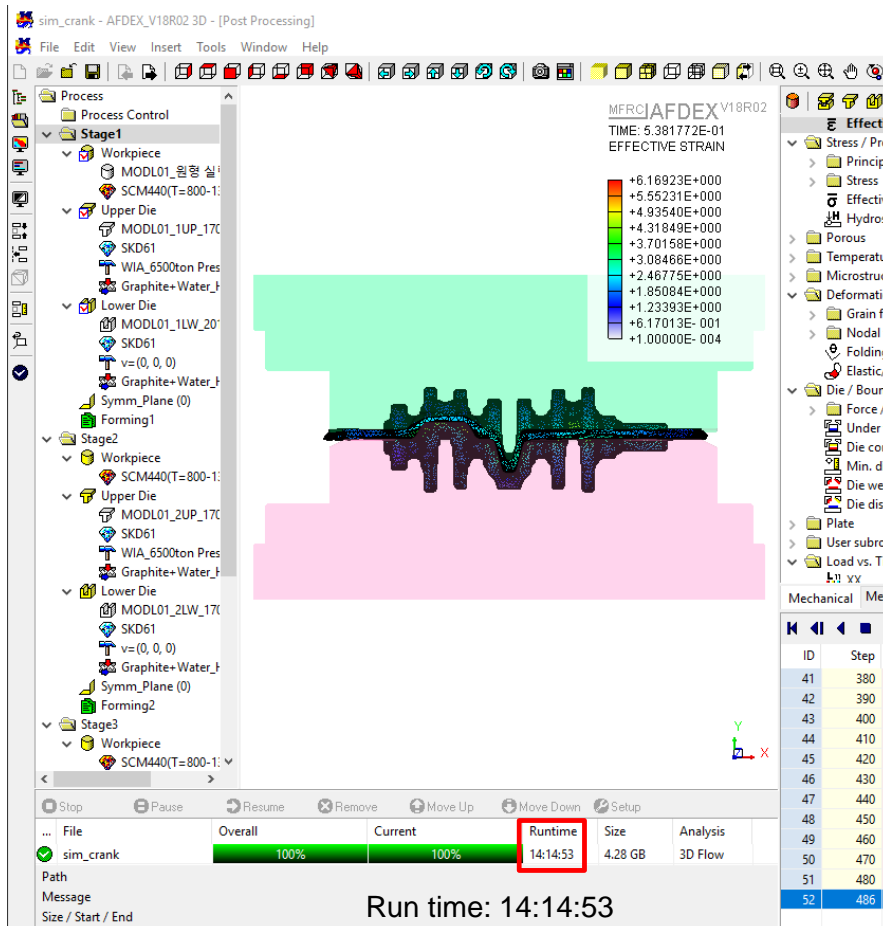 sim_crank - AFDEX_V18R02 3D - [Post Processing]
File Edit View Insert Tools Window Help
Process
Process Control
Stage1
Workpiece
MODL01_원형 실
SCM440(T=800-1
Upper Die
MODL01_1UP_170
SKD61
WIA_6500ton Pres
Graphite+Water_H
Lower Die
MODL01_1LW_201
SKD61
v=(0, 0, 0)
Graphite+Water_H
Symm_Plane (0)
Forming1
Stage2
Workpiece
SCM440(T=800-1
Upper Die
MODL01_2UP_170
SKD61
WIA_6500ton Pres
Graphite+Water_H
Lower Die
MODL01_2LW_170
SKD61
v=(0, 0, 0)
Graphite+Water_H
Symm_Plane (0)
Forming2
Stage3
Workpiece
SCM440(T=800-1
MFRC AFDEX V18R02
TIME: 5.381772E-01
EFFECTIVE STRAIN
+6.16923E+000
+5.55231E+000
+4.93540E+000
+4.31849E+000
+3.70158E+000
+3.08466E+000
+2.46775E+000
+1.85084E+000
+1.23393E+000
+6.17013E- 001
+1.00000E- 004
Y
Z X
ε Effecti
Stress / Pr
Princip
Stress
σ Effectiv
Hydros
Porous
Temperatu
Microstruc
Deformati
Grain f
Nodal
Folding
Elastic/
Die / Boun
Force /
Under
Die cor
Min. d
Die we
Die dis
Plate
User subro
Load vs. T
XX
Mechanical Me
ID Step
41 380
42 390
43 400
44 410
45 420
46 430
47 440
48 450
49 460
50 470
51 480
52 486
Stop Pause Resume Remove Move Up Move Down Setup
... File Overall Current Runtime Size Analysis
sim_crank 100% 100% 14:14:53 4.28 GB 3D Flow
Path
Message
Size / Start / End
Run time: 14:14:53